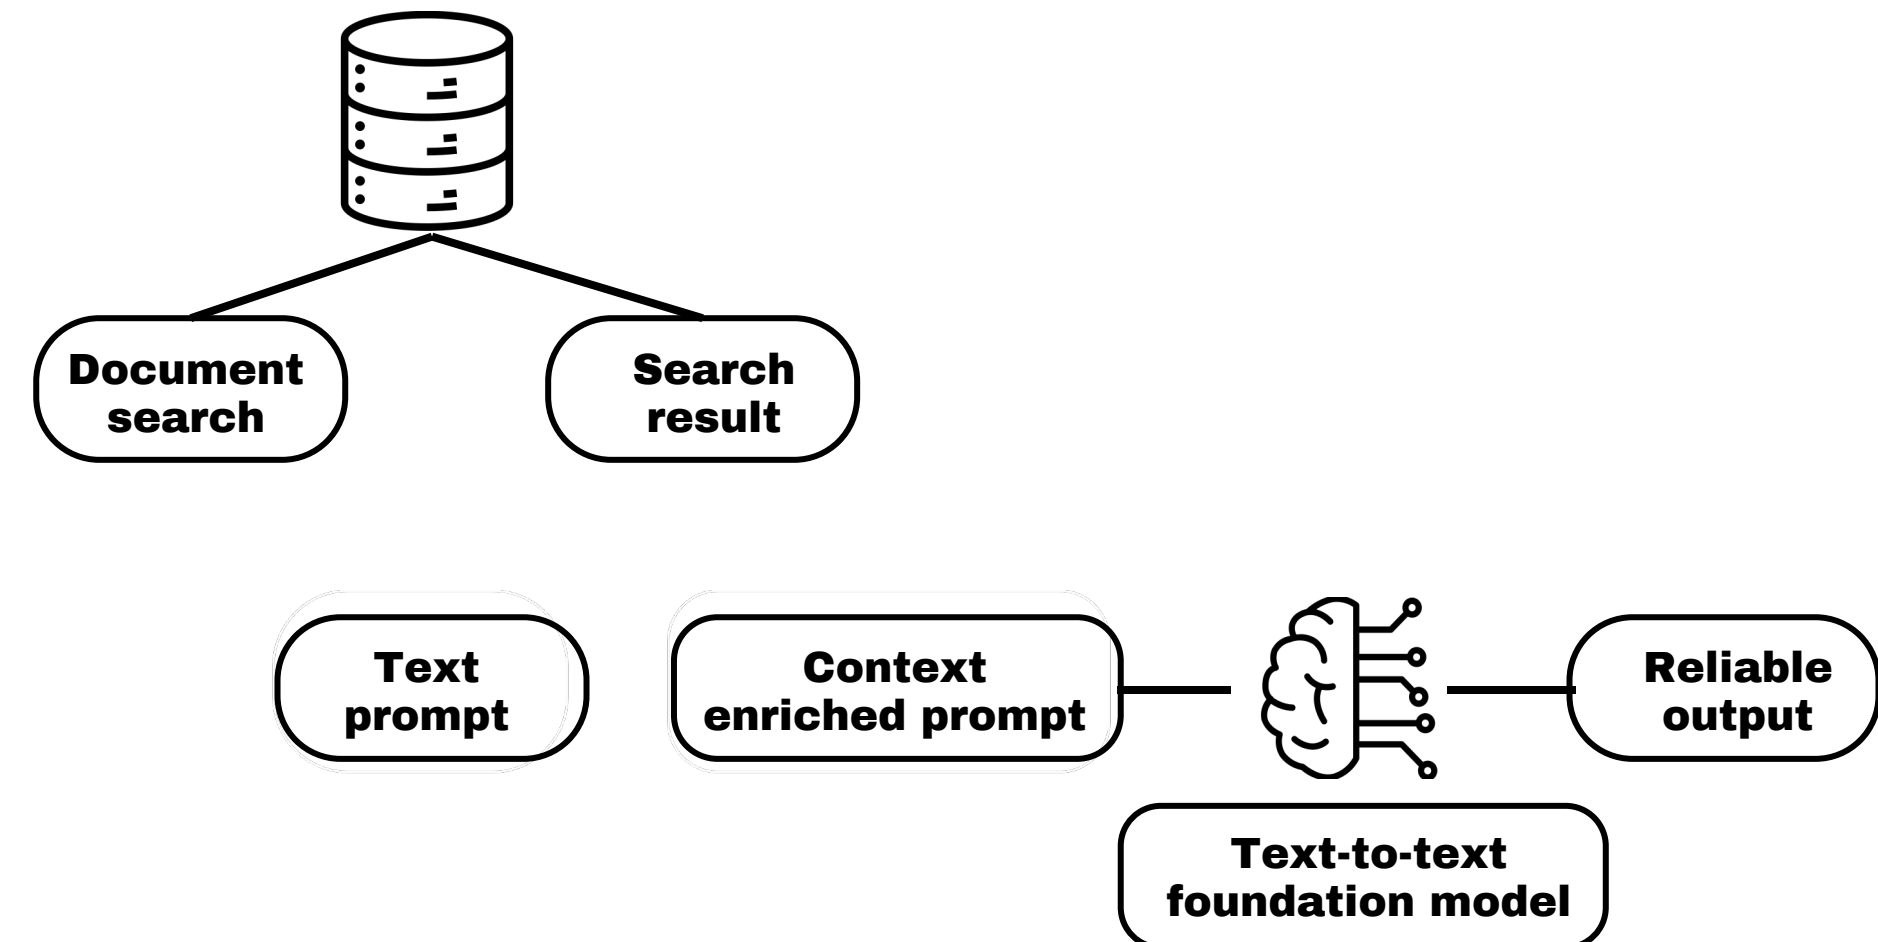 Document
search
Search
result
Text
prompt
Context
enriched prompt
Reliable
output
Text-to-text
foundation model